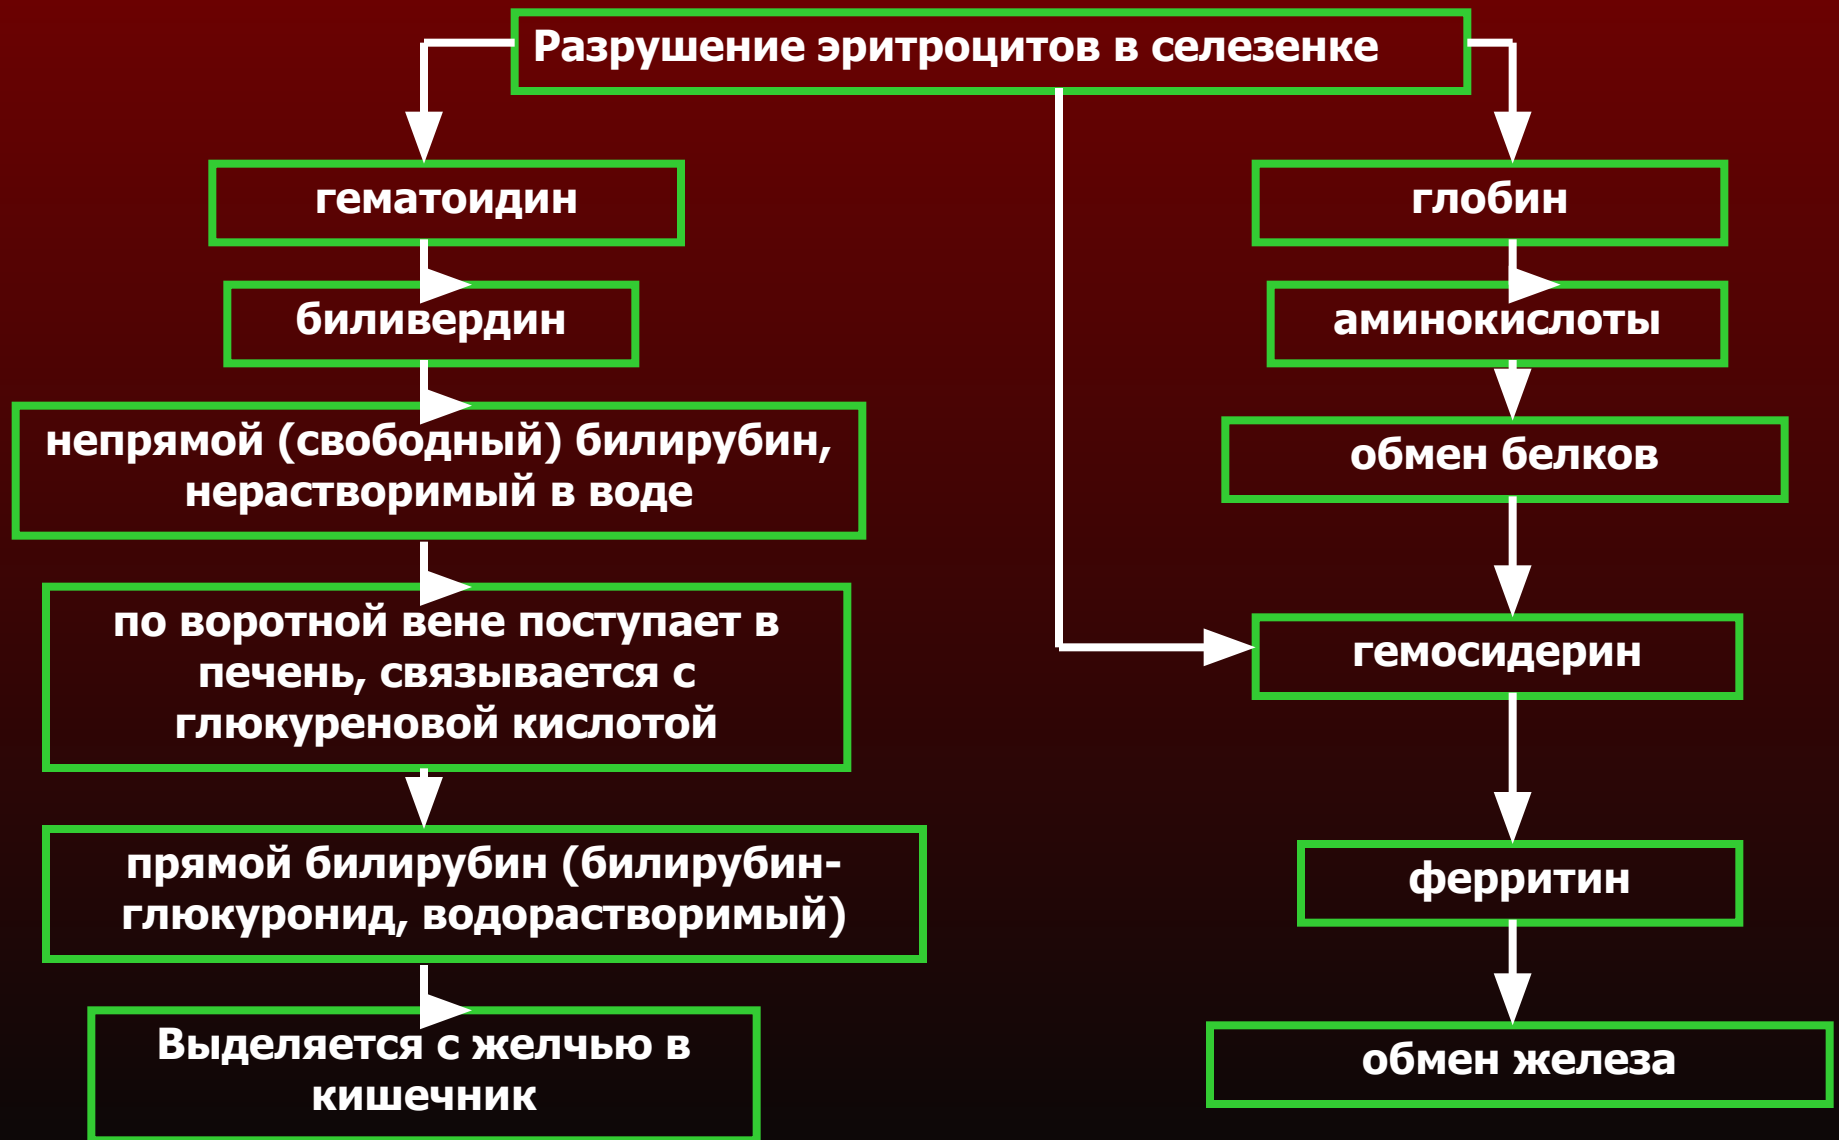 Разрушение эритроцитов в селезенке
гематоидин
глобин
биливердин
аминокислоты
непрямой (свободный) билирубин,
нерастворимый в воде
обмен белков
по воротной вене поступает в
печень, связывается с
глюкуреновой кислотой
гемосидерин
прямой билирубин (билирубин-
глюкуронид, водорастворимый)
ферритин
Выделяется с желчью в
кишечник
обмен железа